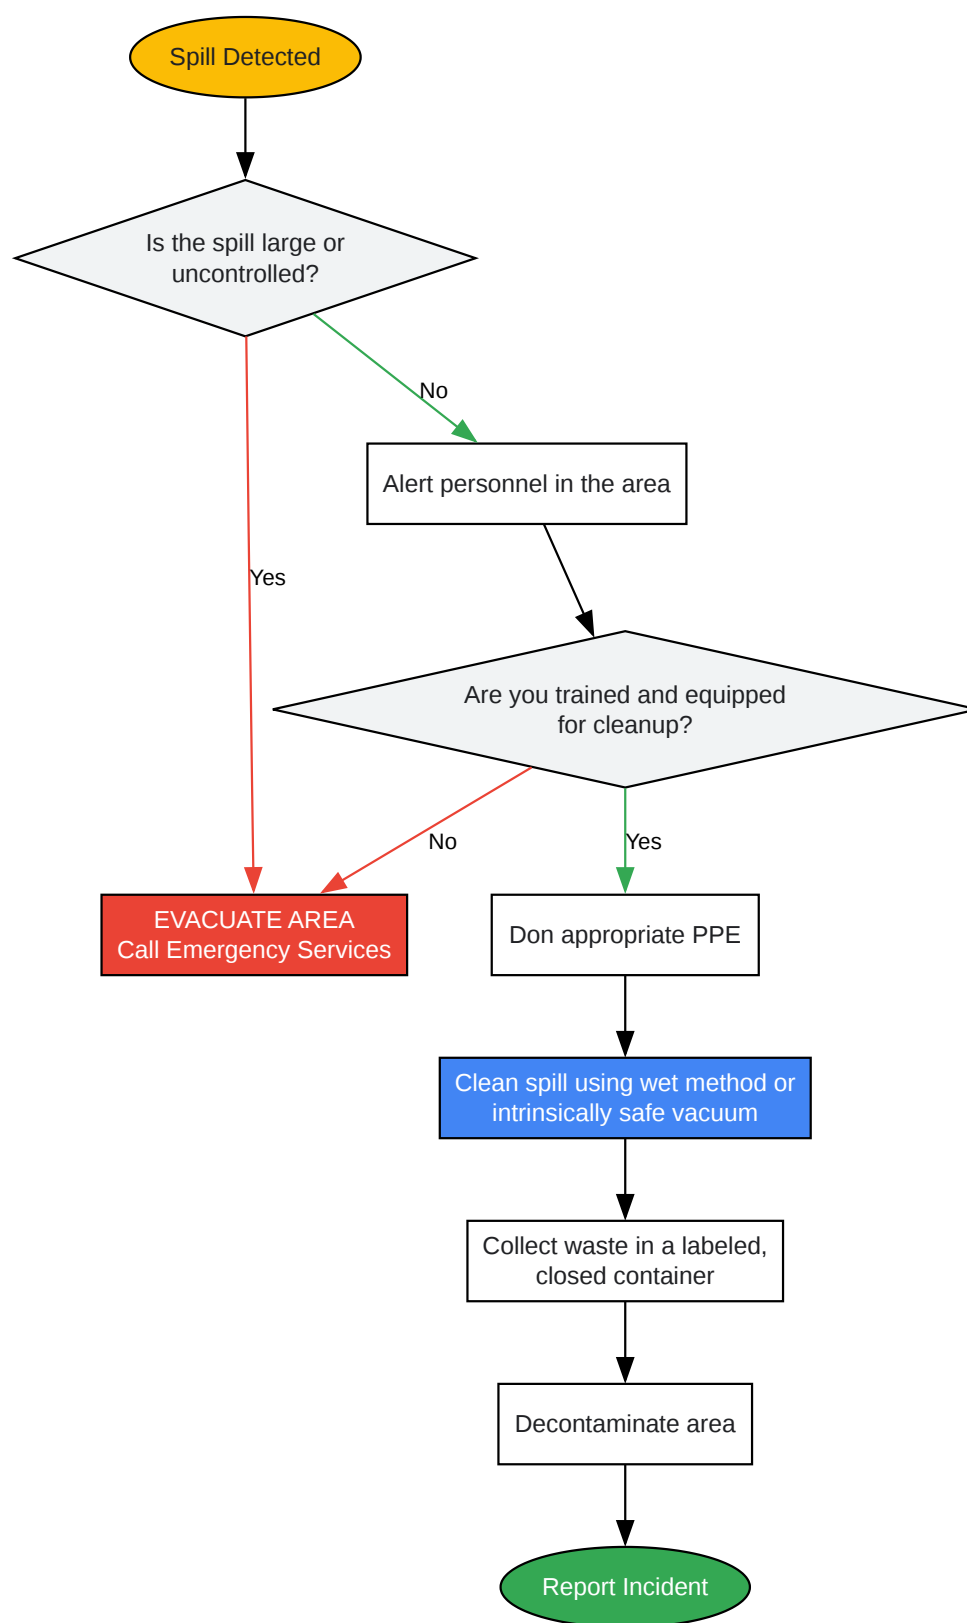 Spill Detected
Is the spill large or
uncontrolled?
No
Alert personnel in the area
Yes
Are you trained and equipped
for cleanup?
No
Yes
EVACUATE AREA
Call Emergency Services
Don appropriate PPE
Clean spill using wet method or
intrinsically safe vacuum
Collect waste in a labeled,
closed container
Decontaminate area
Report Incident